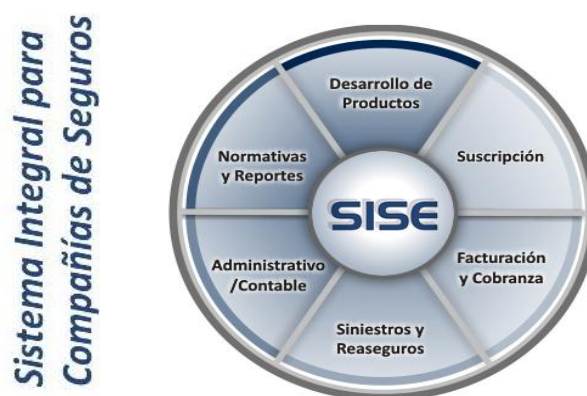 Sistema Integral para
Compañías de Seguros
Desarrollo de
Productos
Suscripción
Facturación
y Cobranza
Siniestros y
Reaseguros
Administrativo
/Contable
Normativas
y Reportes
SISE